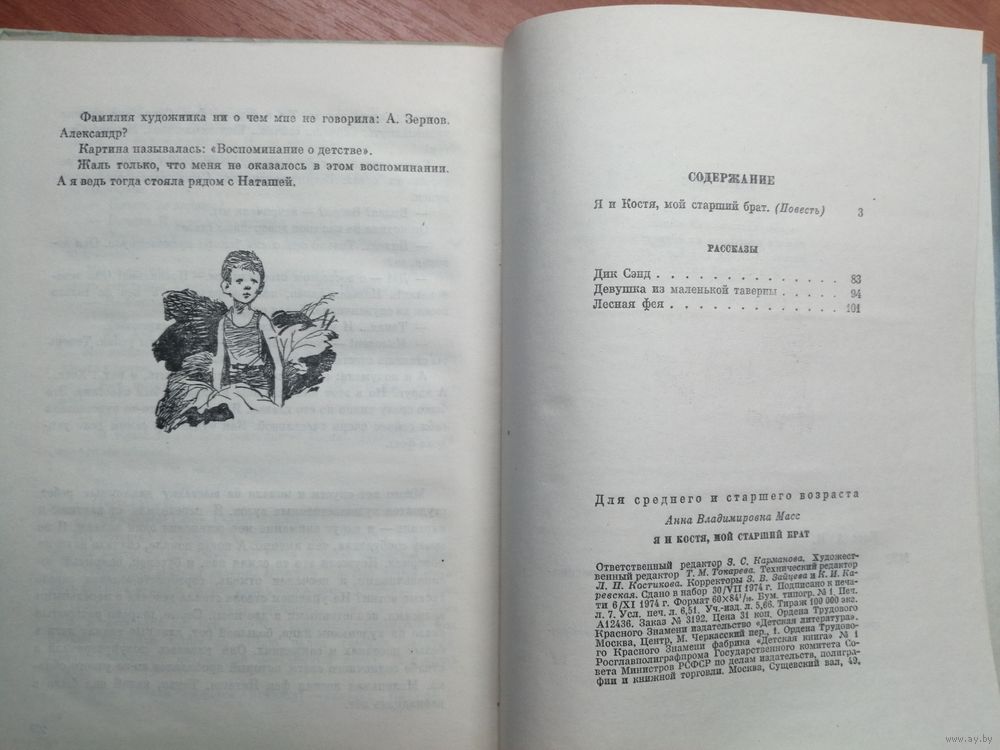 Фамилия художника ни о чем мне не говорила: А. Зернов.
Александр?
Картина называлась: «Воспоминание о детстве».
Жаль только, что меня не оказалось в этом воспоминании.
А я ведь тогда стояла рядом с Наташей.
СОДЕРЖАНИЕ
Я и Костя, мой старший брат. (Повесть) 3
РАССКАЗЫ
Дик Сэнд . . . . . . . . . . . . . . 83
Девушка из маленькой таверны . . . . . 94
Лесная фея . . . . . . . . . . . . . 101
Для среднего и старшего возраста
Анна Владимировна Масс
Я И КОСТЯ, МОЙ СТАРШИЙ БРАТ
Ответственный редактор З. С. Карманова. Художест-
венный редактор Т. М. Токарева. Технический редактор
Л. П. Костикова. Корректоры З. В. Зайцева и К. И. Ка-
ревская. Сдано в набор 30/VII 1974 г. Подписано к печа-
ти 6/XI 1974 г. Формат 60×84¹/₁₆. Бум. типогр. № 1. Печ.
л. 7. Усл. печ. л. 6,51. Уч.-изд. л. 5,66. Тираж 100 000 экз.
А12436. Заказ № 3192. Цена 31 коп. Ордена Трудового
Красного Знамени издательство «Детская литература».
Москва, Центр, М. Черкасский пер., 1. Ордена Трудово-
го Красного Знамени фабрика «Детская книга» № 1
Росглавполиграфпрома Государственного комитета Со-
вета Министров РСФСР по делам издательств, полигра-
фии и книжной торговли. Москва, Сущевский вал, 49.
www.ay.by